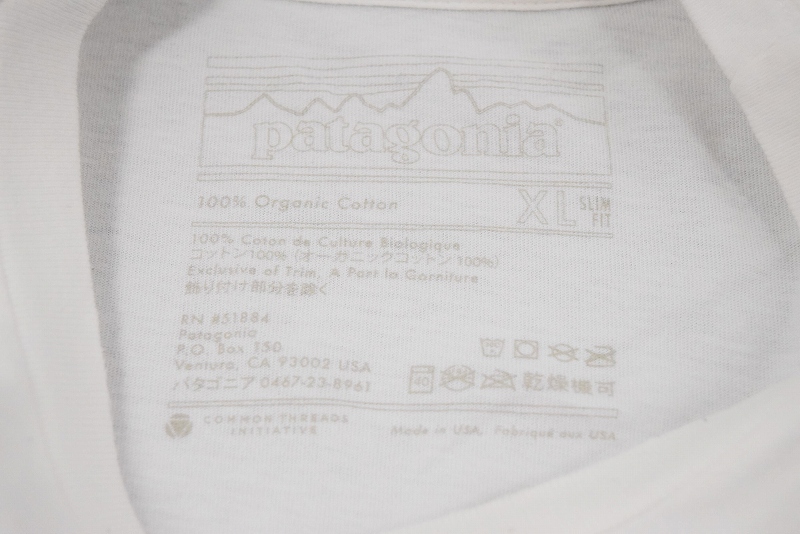 patagonia®
100% Organic Cotton
XL SLIM FIT
100% Coton de Culture Biologique
コットン100% (オーガニックコットン100%)
Exclusive of Trim, A Part la Garniture
飾り付け部分を除く
RN #51884
Patagonia
P.O. Box 150
Ventura, CA 93002 USA
パタゴニア 0467-23-8961
40 乾燥機可
COMMON THREADS
INITIATIVE
Made in USA, Fabriqué aux USA